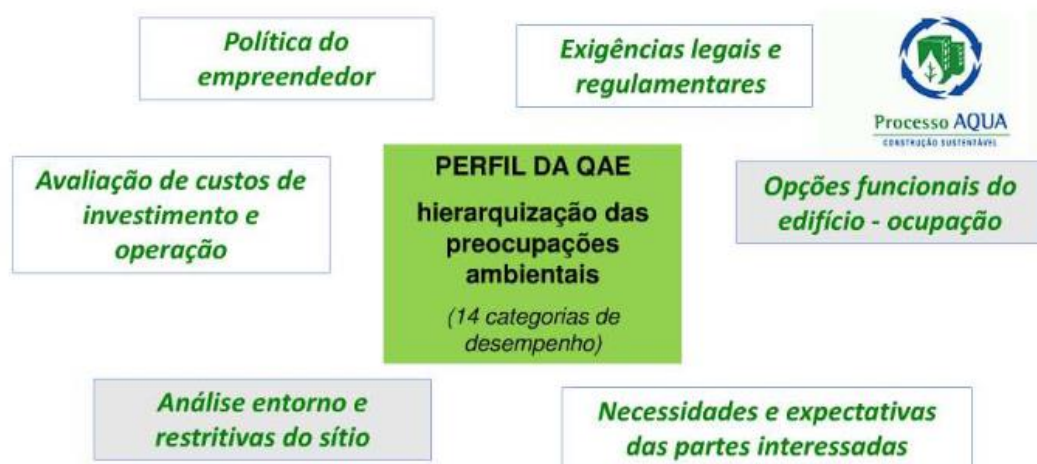 Política do
empreendedor
Exigências legais e
regulamentares
Processo AQUA
CONSTRUÇÃO SUSTENTÁVEL
Avaliação de custos de
investimento e
operação
PERFIL DA QAE
hierarquização das
preocupações
ambientais
(14 categorias de
desempenho)
Opções funcionais do
edifício - ocupação
Análise entorno e
restritivas do sítio
Necessidades e expectativas
das partes interessadas